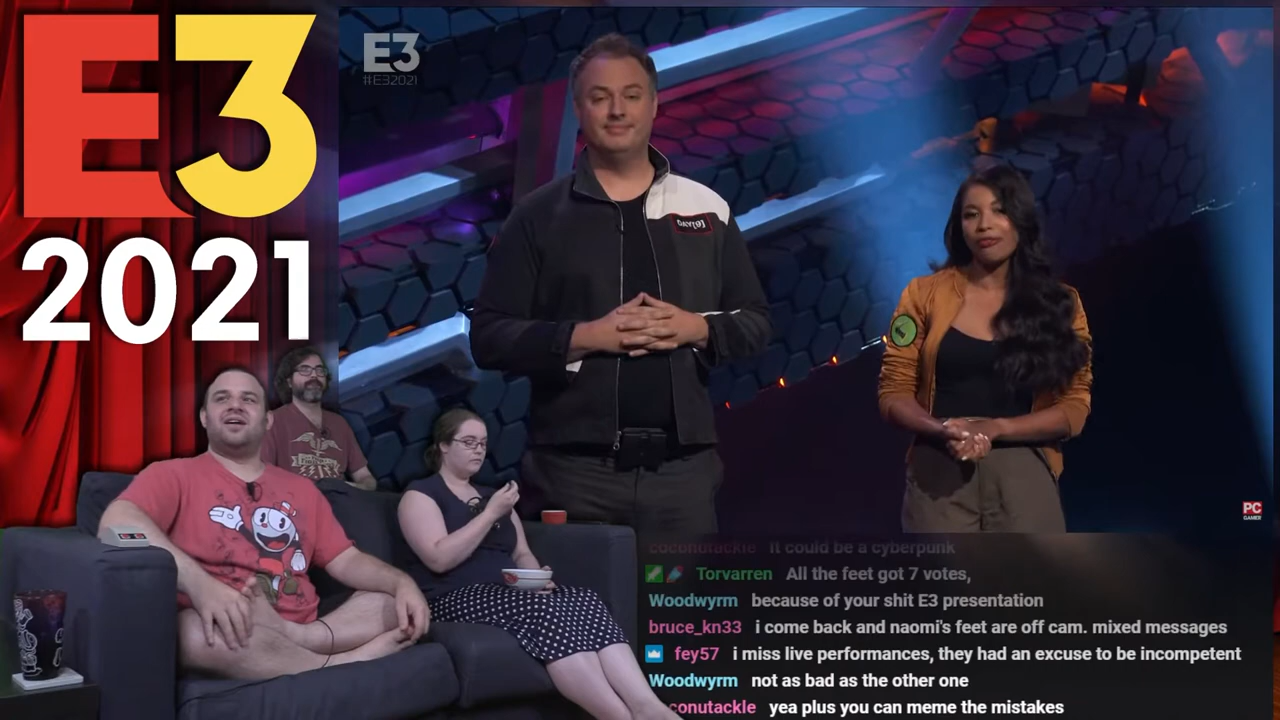 E3
2021
E3
#E32021
DAY[9]
PC
GAMER
coconutackle it could be a cyberpunk
Torvarren All the feet got 7 votes,
Woodwyrm because of your shit E3 presentation
bruce_kn33 i come back and naomi's feet are off cam. mixed messages
fey57 i miss live performances, they had an excuse to be incompetent
Woodwyrm not as bad as the other one
conutackle yea plus you can meme the mistakes